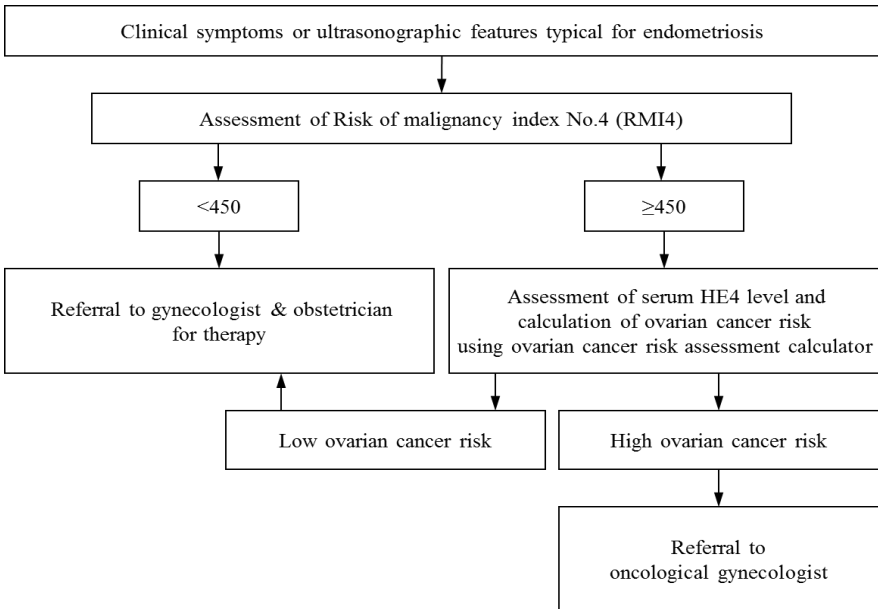 Clinical symptoms or ultrasonographic features typical for endometriosis
Assessment of Risk of malignancy index No.4 (RMI4)
<450
≥450
Referral to gynecologist & obstetrician
for therapy
Assessment of serum HE4 level and
calculation of ovarian cancer risk
using ovarian cancer risk assessment calculator
Low ovarian cancer risk
High ovarian cancer risk
Referral to
oncological gynecologist